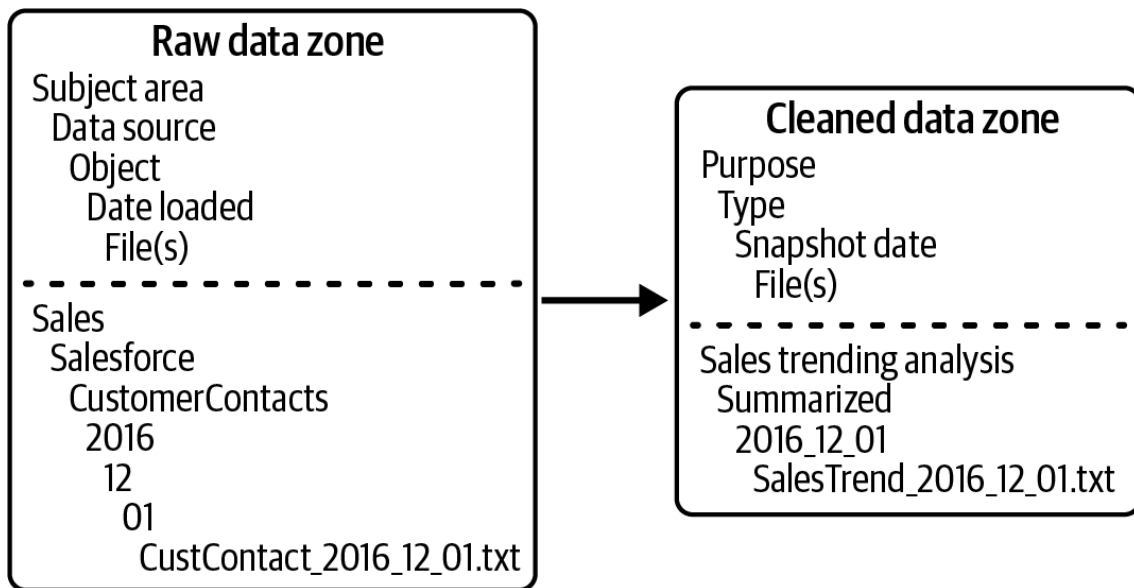 Raw data zone
Subject area
Data source
Object
Date loaded
File(s)
Sales
Salesforce
CustomerContacts
2016
12
01
CustContact_2016_12_01.txt
Cleaned data zone
Purpose
Type
Snapshot date
File(s)
Sales trending analysis
Summarized
2016_12_01
SalesTrend_2016_12_01.txt